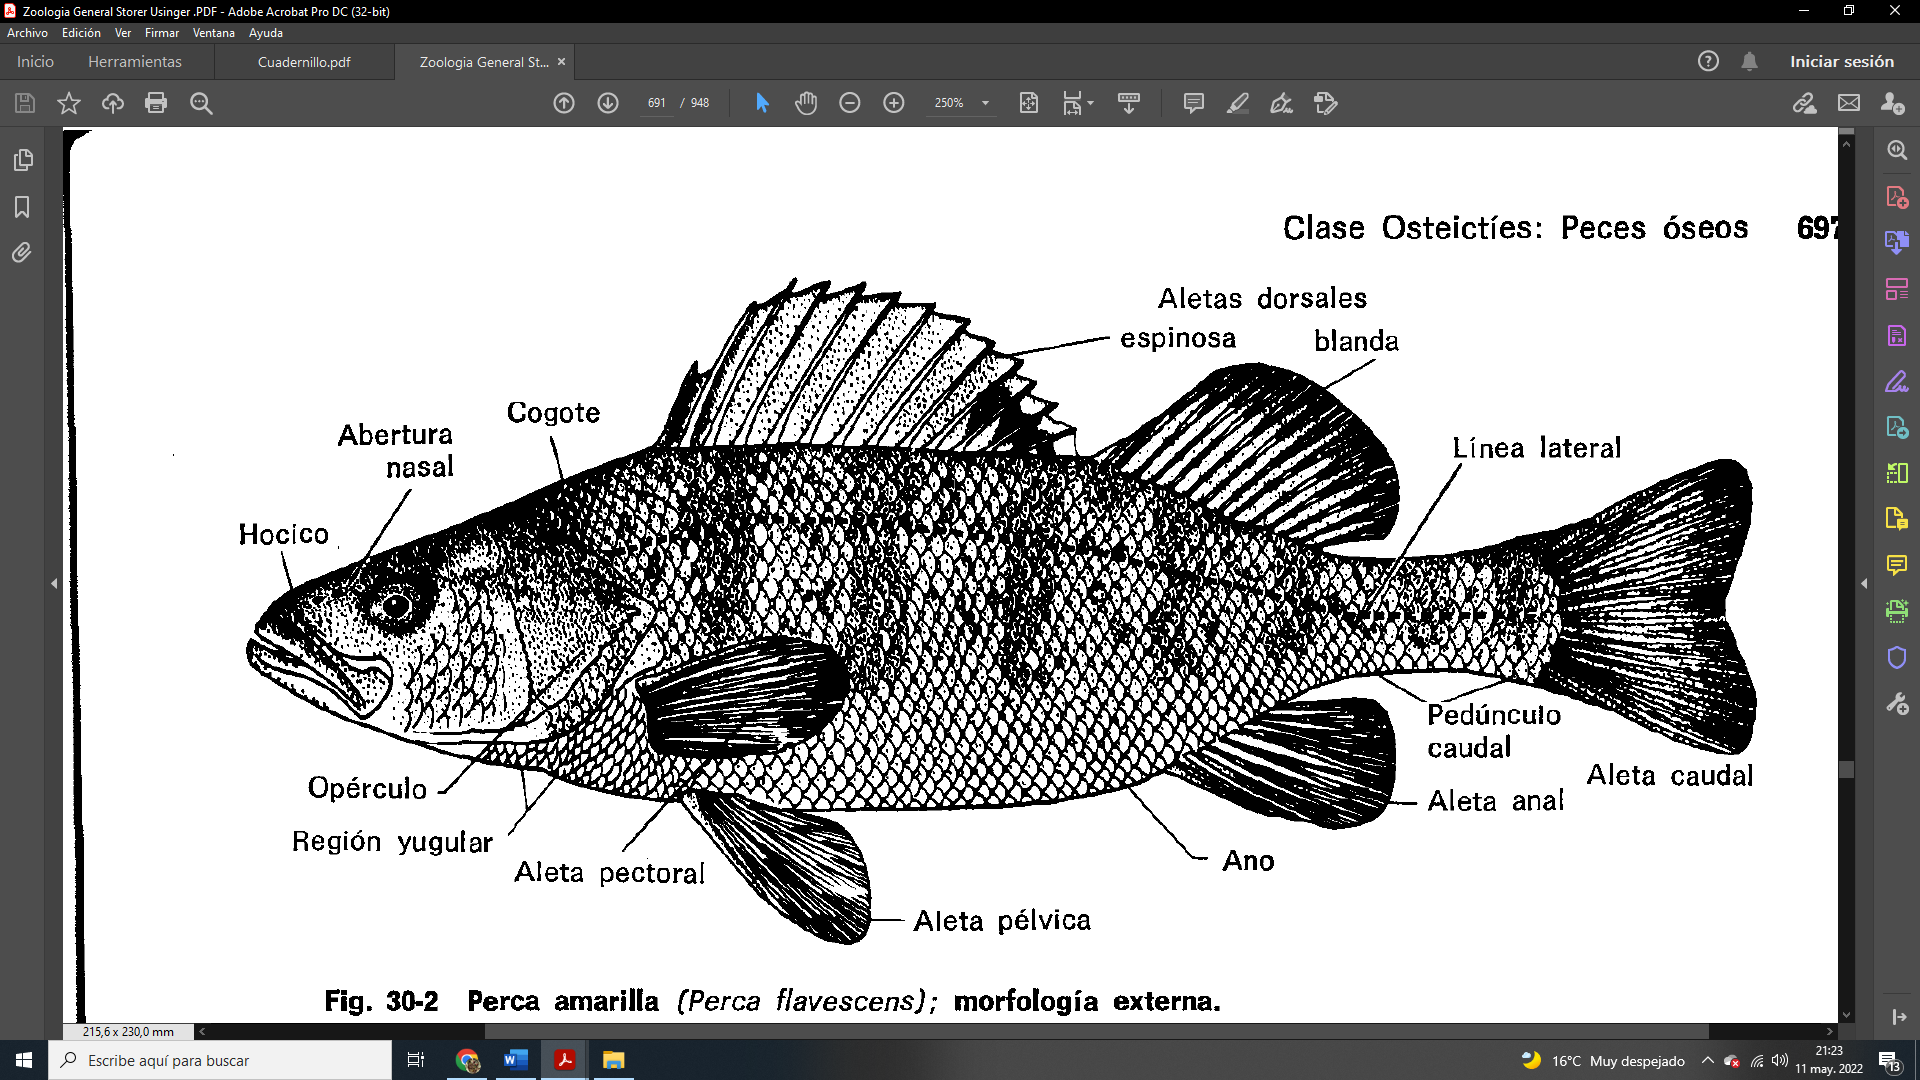 Zoologia General Storer Usinger .PDF - Adobe Acrobat Pro DC (32-bit)
Archivo Edición Ver Firmar Ventana Ayuda
Inicio Herramientas Cuadernillo.pdf Zoologia General St... Iniciar sesión
691 / 948 250%
Clase Osteictíes: Peces óseos 697
Aletas dorsales
espinosa blanda
Cogote
Abertura
nasal
Línea lateral
Hocico
Pedúnculo
caudal
Aleta caudal
Opérculo
Aleta anal
Región yugular
Aleta pectoral
Ano
Aleta pélvica
Fig. 30-2 Perca amarilla (Perca flavescens); morfología externa.
215,6 x 230,0 mm
Escribe aquí para buscar
16°C Muy despejado
21:23
11 may. 2022
13